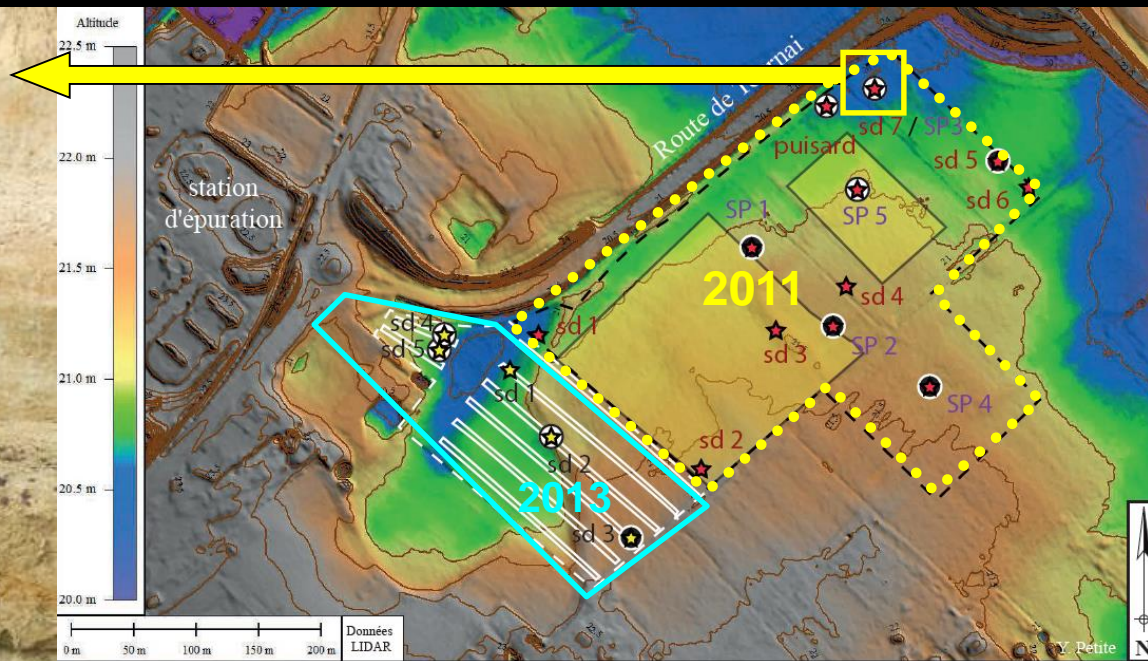 Altitude
22.5 m
22.0 m
21.5 m
21.0 m
20.5 m
20.0 m
station
d'épuration
Route de
puisard
sd 7 / SP3
sd 5
sd 6
SP 5
SP 1
2011
sd 4
sd 3
SP 2
SP 4
sd 1
sd 2
sd 4
sd 5
sd 1
sd 2
2013
sd 3
0 m
50 m
100 m
150 m
200 m
Données
LIDAR
Y. Petite
N